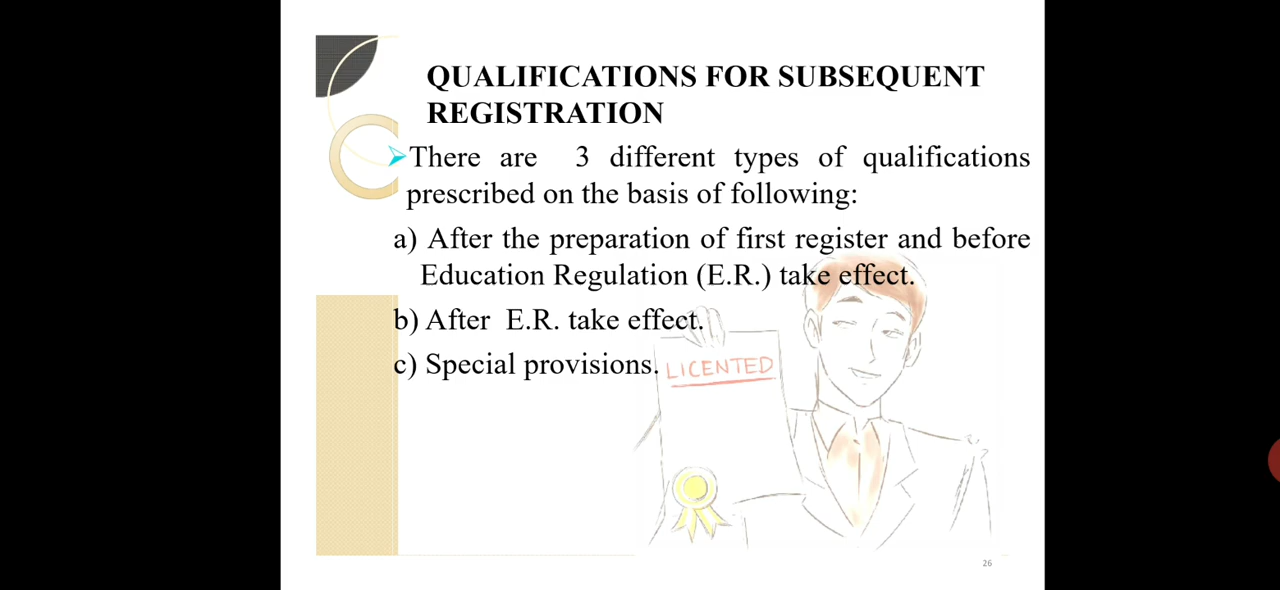 QUALIFICATIONS FOR SUBSEQUENT
REGISTRATION
There are 3 different types of qualifications
prescribed on the basis of following:
a) After the preparation of first register and before
Education Regulation (E.R.) take effect.
b) After E.R. take effect.
c) Special provisions.
LICENTED
26